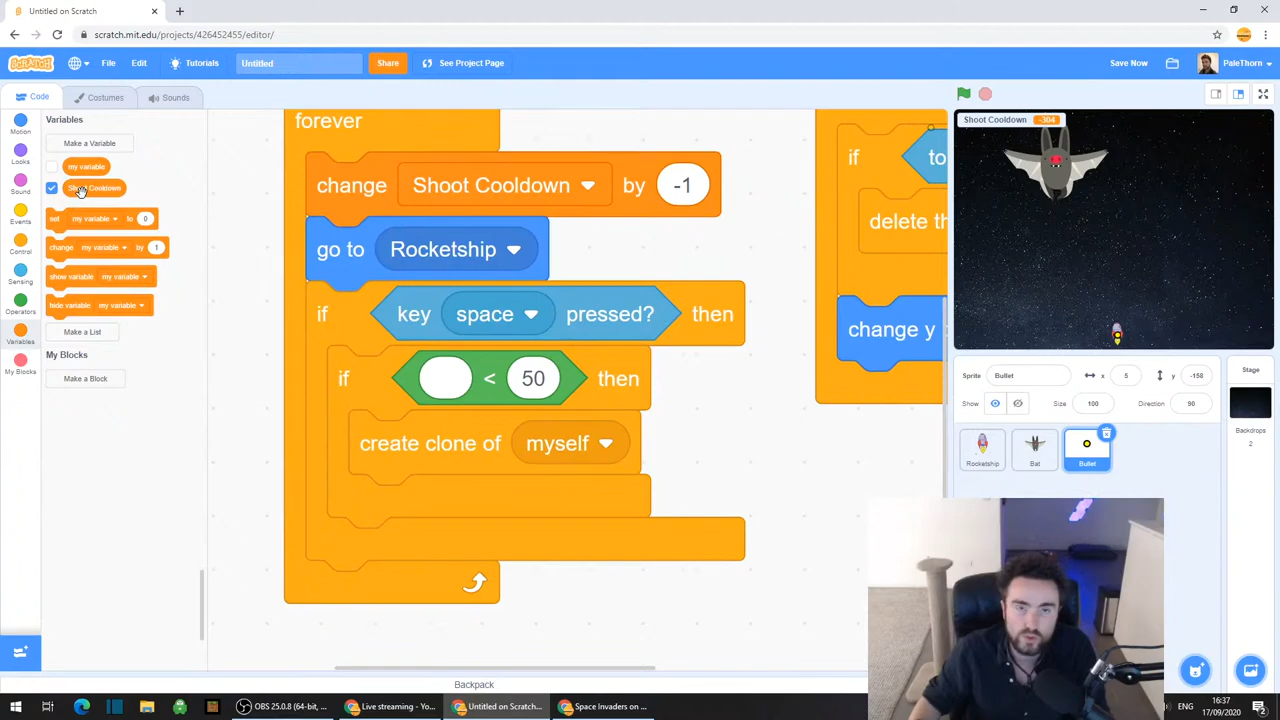 Untitled on Scratch
scratch.mit.edu/projects/426452455/editor/
SCRATCH
File
Edit
Tutorials
Untitled
Share
See Project Page
Save Now
PaleThorn
Code
Costumes
Sounds
Motion
Looks
Sound
Events
Control
Sensing
Operators
Variables
My Blocks
Variables
Make a Variable
my variable
Shoot Cooldown
set my variable to 0
change my variable by 1
show variable my variable
hide variable my variable
Make a List
My Blocks
Make a Block
forever
change Shoot Cooldown by -1
go to Rocketship
if key space pressed? then
if < 50 then
create clone of myself
if to
delete th
change y
Shoot Cooldown -304
Sprite Bullet x 5 y -158
Show Size 100 Direction 90
Rocketship
Bat
Bullet
Stage
Backdrops
2
Backpack
OBS 25.0.8 (64-bit, ...
Live streaming - Yo...
Untitled on Scratch...
Space Invaders on ...
ENG
16:37
17/09/2020